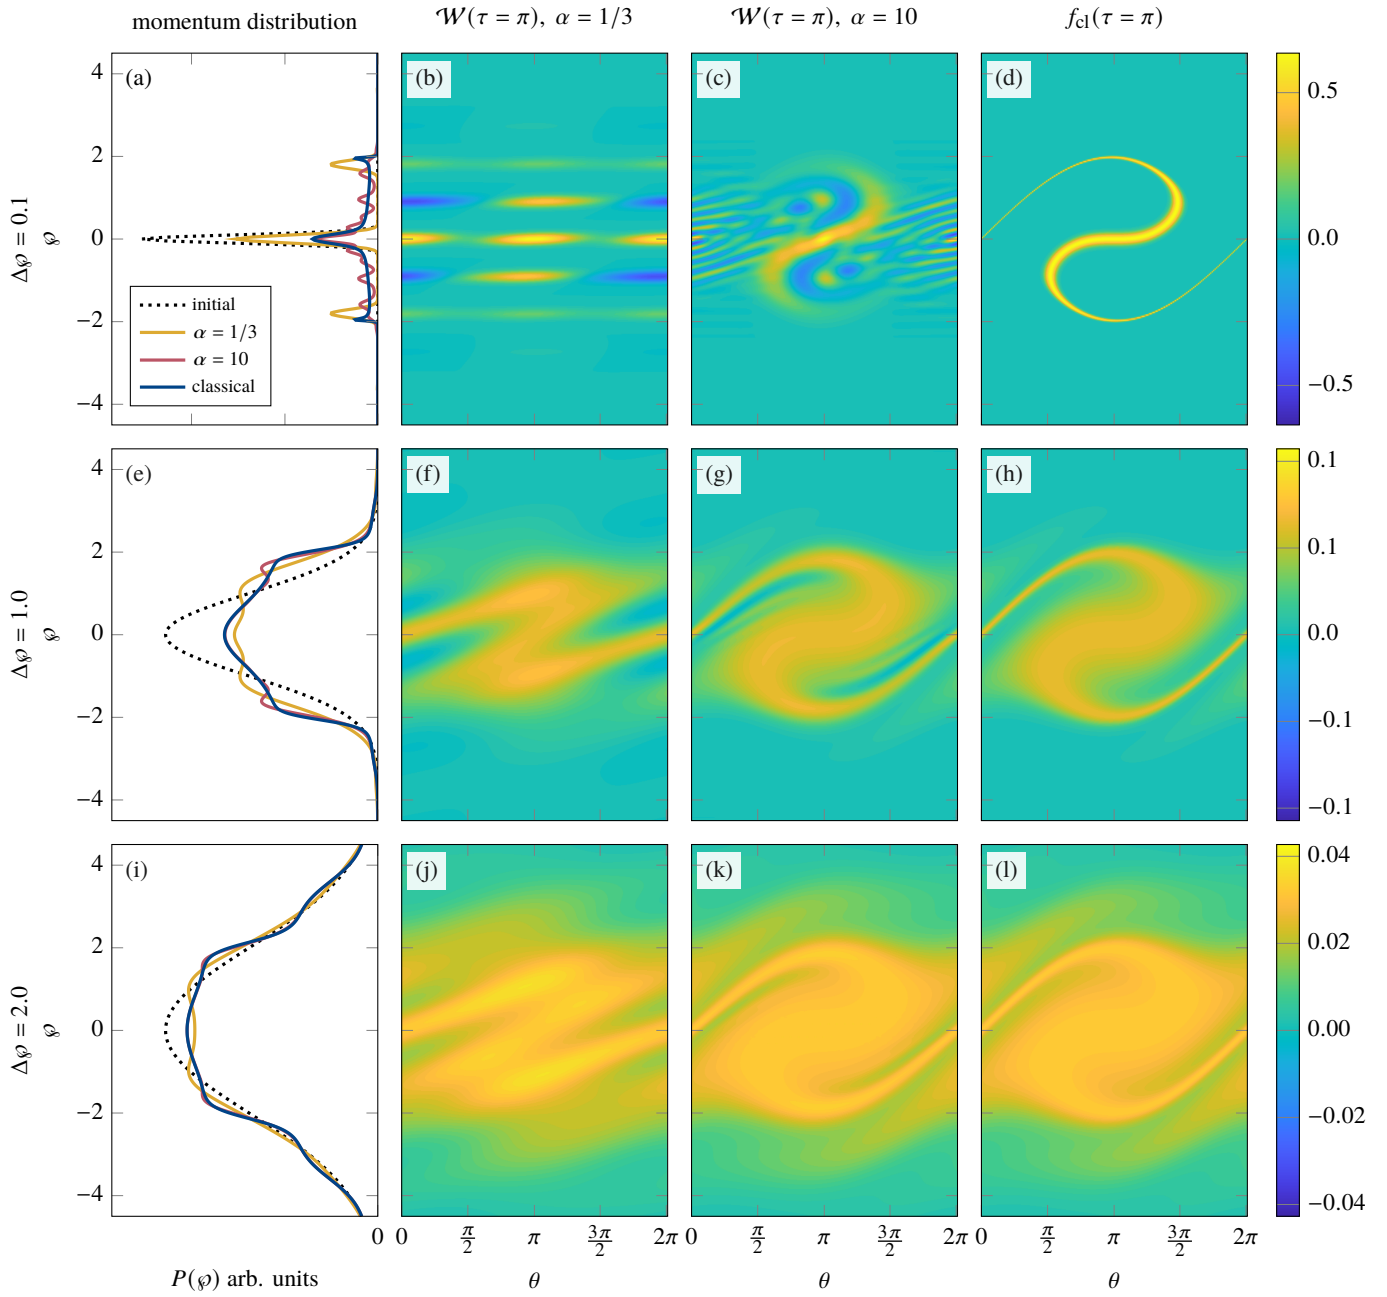 momentum distribution
𝒲(τ = π), α = 1/3
𝒲(τ = π), α = 10
f_cl(τ = π)
Δ℘ = 0.1
℘
4
2
0
−2
−4
(a)
initial
α = 1/3
α = 10
classical
(b)
(c)
(d)
0.5
0.0
−0.5
Δ℘ = 1.0
℘
4
2
0
−2
−4
(e)
(f)
(g)
(h)
0.1
0.1
0.0
−0.1
−0.1
Δ℘ = 2.0
℘
4
2
0
−2
−4
(i)
(j)
(k)
(l)
0.04
0.02
0.00
−0.02
−0.04
0
0 π/2 π 3π/2 2π
0 π/2 π 3π/2 2π
0 π/2 π 3π/2 2π
P(℘) arb. units
θ
θ
θ